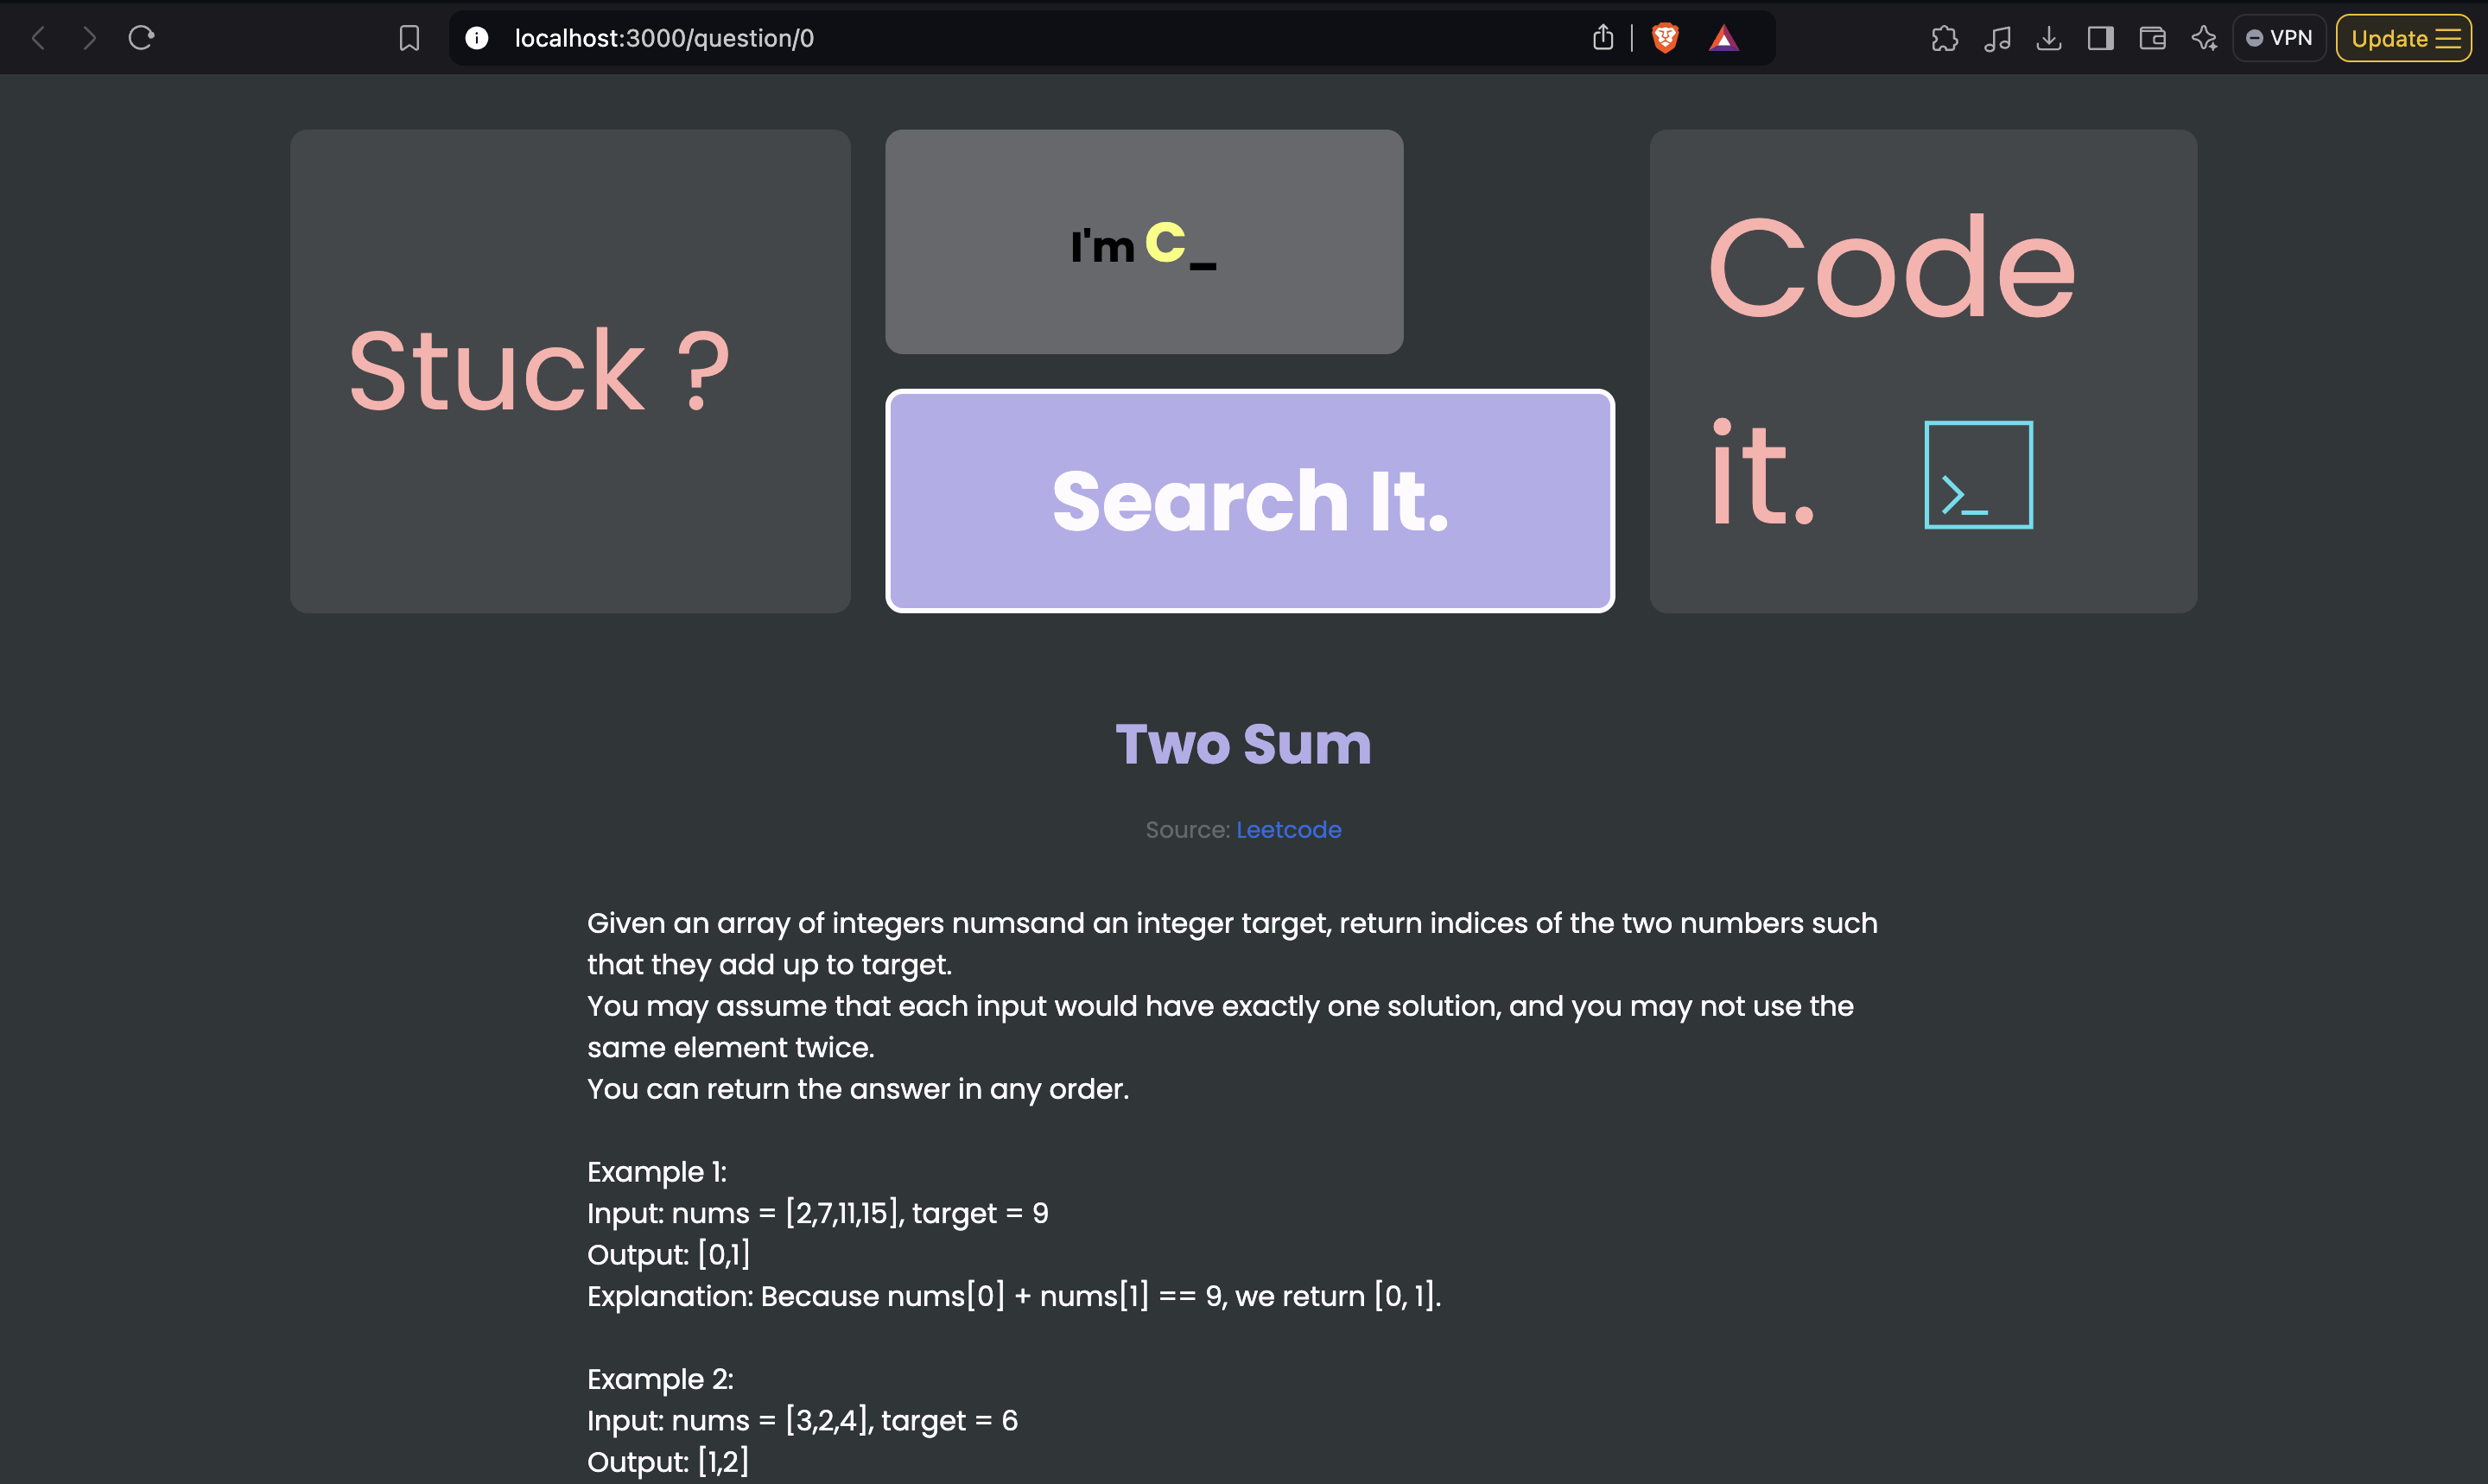 localhost:3000/question/0
VPN
Update
Stuck ?
I'm C_
Search It.
Code
it.
>_
Two Sum
Source: Leetcode
Given an array of integers numsand an integer target, return indices of the two numbers such
that they add up to target.
You may assume that each input would have exactly one solution, and you may not use the
same element twice.
You can return the answer in any order.
Example 1:
Input: nums = [2,7,11,15], target = 9
Output: [0,1]
Explanation: Because nums[0] + nums[1] == 9, we return [0, 1].
Example 2:
Input: nums = [3,2,4], target = 6
Output: [1,2]